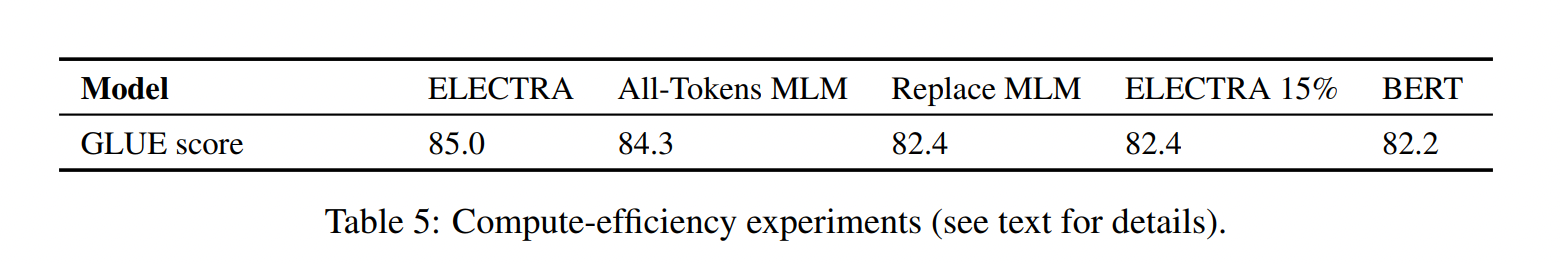 Model ELECTRA All-Tokens MLM Replace MLM ELECTRA 15% BERT
GLUE score 85.0 84.3 82.4 82.4 82.2
Table 5: Compute-efficiency experiments (see text for details).